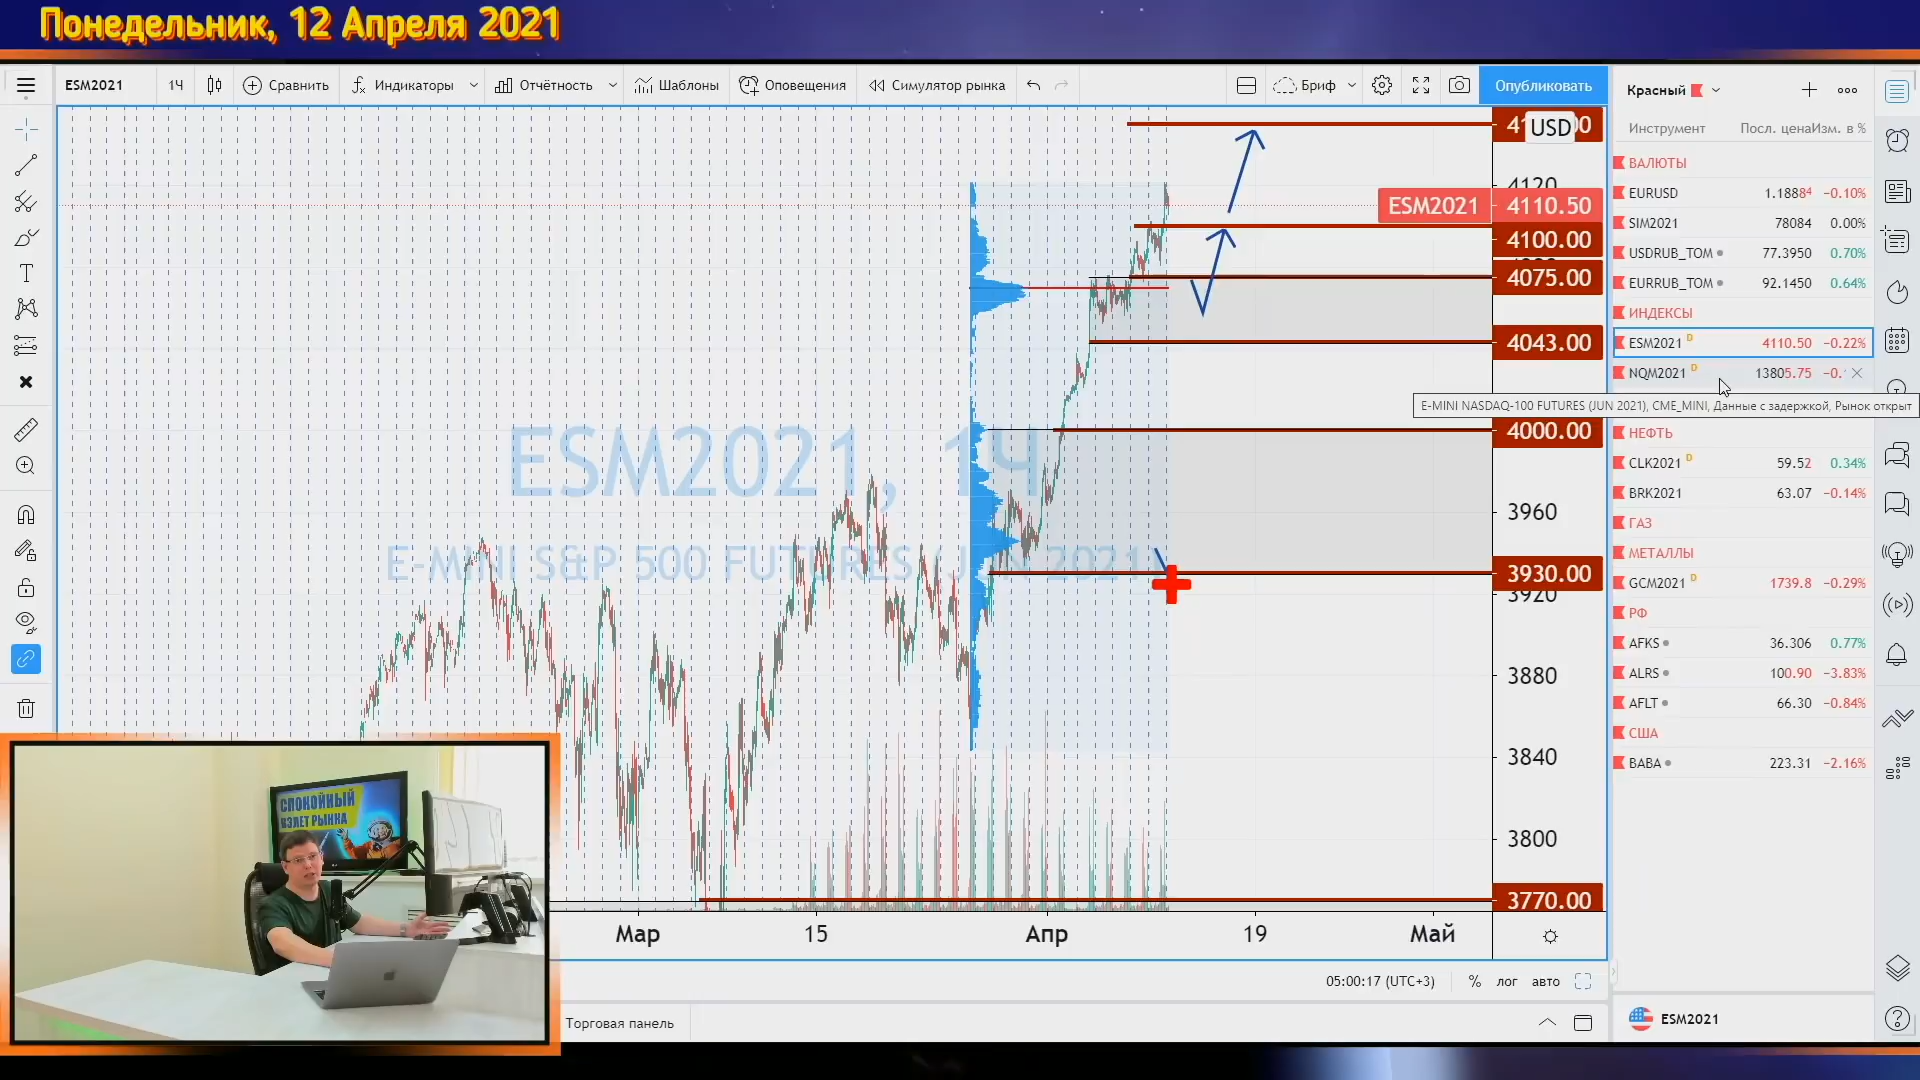 Понедельник, 12 Апреля 2021
ESM2021
1Ч
Сравнить
Индикаторы
Отчётность
Шаблоны
Оповещения
Симулятор рынка
Бриф
Опубликовать
Красный
Инструмент
Посл. цена
Изм. в %
ВАЛЮТЫ
EURUSD 1.1888⁴ −0.10%
SIM2021 78084 0.00%
USDRUB_TOM 77.3950 0.70%
EURRUB_TOM 92.1450 0.64%
ИНДЕКСЫ
ESM2021 D 4110.50 −0.22%
NQM2021 D 13805.75 −0.
E-MINI NASDAQ-100 FUTURES (JUN 2021), CME_MINI, Данные с задержкой, Рынок открыт
НЕФТЬ
CLK2021 D 59.52 0.34%
BRK2021 63.07 −0.14%
ГАЗ
МЕТАЛЛЫ
GCM2021 D 1739.8 −0.29%
РФ
AFKS 36.306 0.77%
ALRS 100.90 −3.83%
AFLT 66.30 −0.84%
США
BABA 223.31 −2.16%
ESM2021
USD
4120
ESM2021 4110.50
4100.00
4075.00
4043.00
4000.00
3960
3930.00
3920
3880
3840
3800
3770.00
ESM2021, 1Ч
E-MINI S&P 500 FUTURES (JUN 2021)
Мар
15
Апр
19
Май
05:00:17 (UTC+3)
%
лог
авто
Торговая панель
СПОКОЙНЫЙ
ВЗЛЕТ РЫНКА